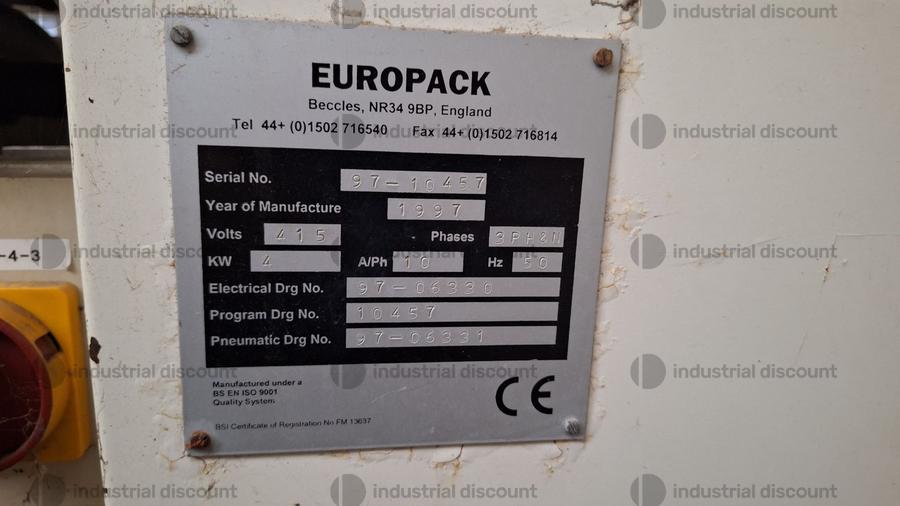 EUROPACK
Beccles, NR34 9BP, England
Tel 44+ (0)1502 716540 Fax 44+ (0)1502 716814
Serial No. 97-10457
Year of Manufacture 1997
Volts 415 Phases 3PH&N
KW 4 A/Ph 10 Hz 50
Electrical Drg No. 97-06330
Program Drg No. 10457
Pneumatic Drg No. 97-06331
Manufactured under a
BS EN ISO 9001
Quality System
CE
BSI Certificate of Registration No FM 13637
-4-3
industrial discount